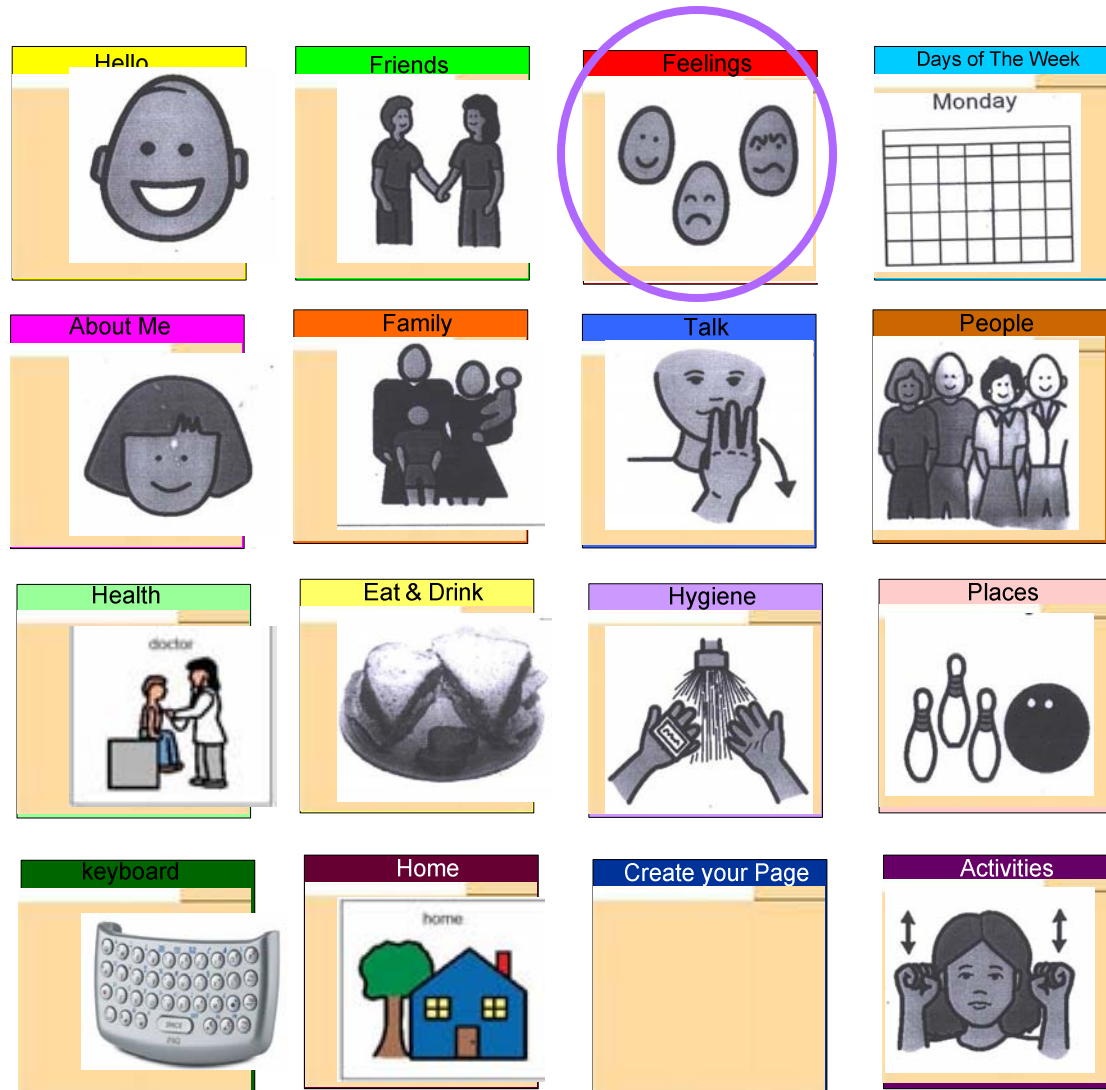 Hello
Friends
Feelings
Days of The Week
Monday
About Me
Family
Talk
People
Health
Eat & Drink
Hygiene
Places
doctor
keyboard
Home
Create your Page
Activities
home
SPACE